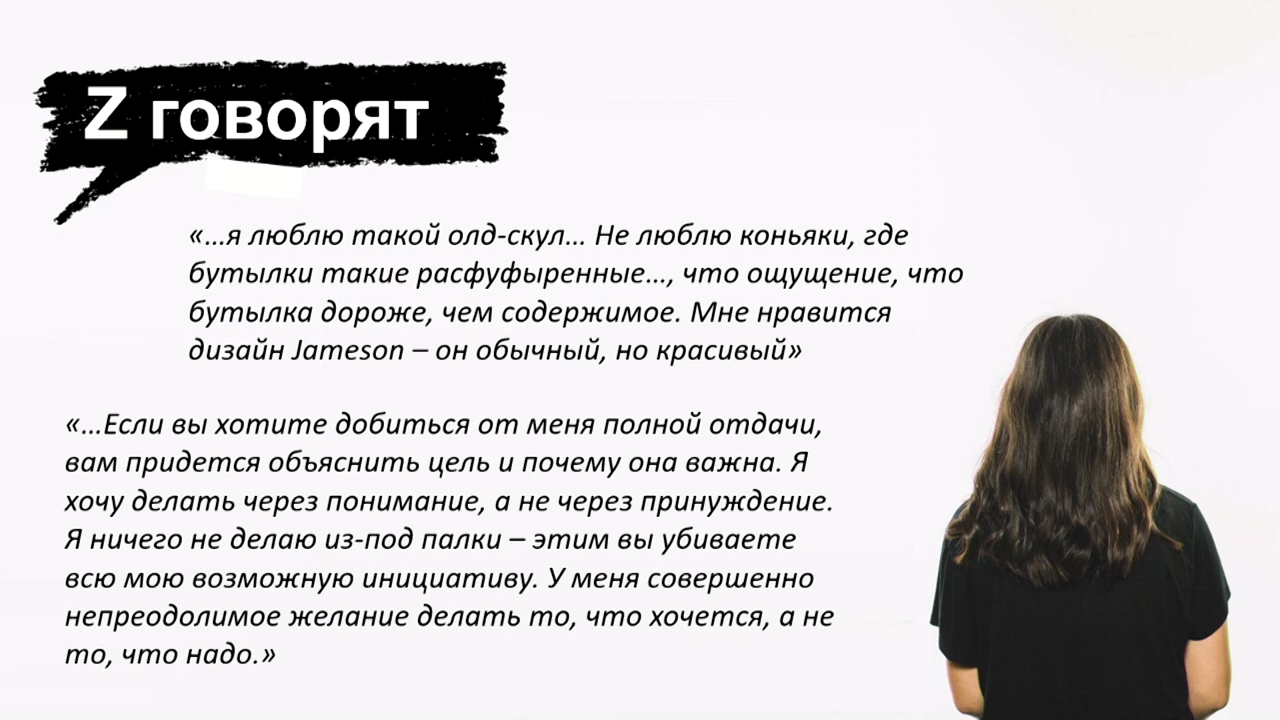 Z говорят
«…я люблю такой олд-скул… Не люблю коньяки, где
бутылки такие расфуфыренные…, что ощущение, что
бутылка дороже, чем содержимое. Мне нравится
дизайн Jameson – он обычный, но красивый»
«…Если вы хотите добиться от меня полной отдачи,
вам придется объяснить цель и почему она важна. Я
хочу делать через понимание, а не через принуждение.
Я ничего не делаю из-под палки – этим вы убиваете
всю мою возможную инициативу. У меня совершенно
непреодолимое желание делать то, что хочется, а не
то, что надо.»